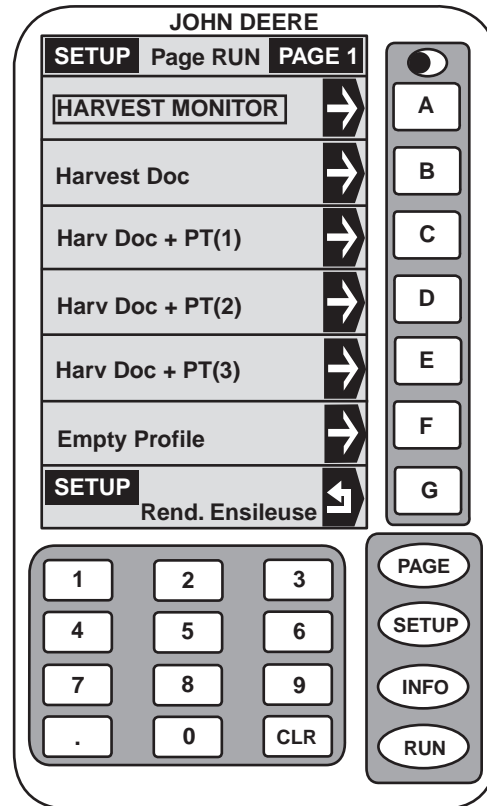 JOHN DEERE
SETUP Page RUN PAGE 1
HARVEST MONITOR
Harvest Doc
Harv Doc + PT(1)
Harv Doc + PT(2)
Harv Doc + PT(3)
Empty Profile
SETUP
Rend. Ensileuse
A
B
C
D
E
F
G
1 2 3
4 5 6
7 8 9
. 0 CLR
PAGE
SETUP
INFO
RUN